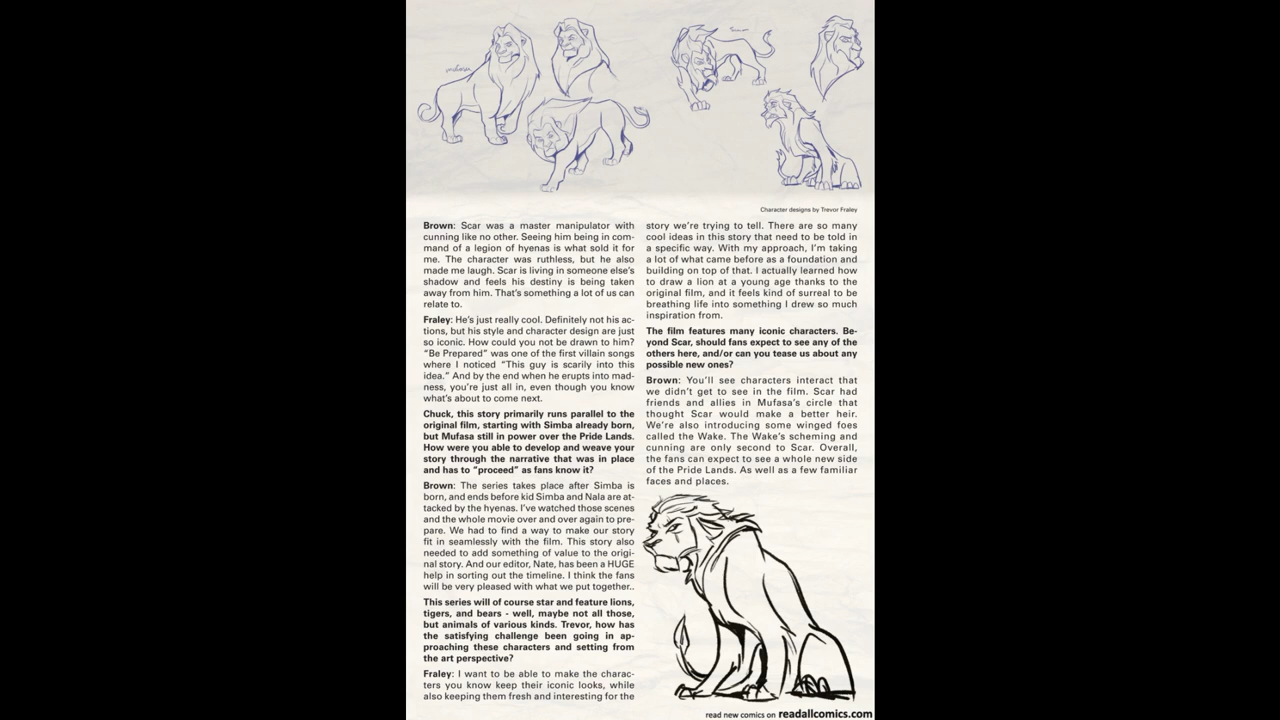 Character designs by Trevor Fraley
Brown: Scar was a master manipulator with
cunning like no other. Seeing him being in com-
mand of a legion of hyenas is what sold it for
me. The character was ruthless, but he also
made me laugh. Scar is living in someone else's
shadow and feels his destiny is being taken
away from him. That's something a lot of us can
relate to.
Fraley: He's just really cool. Definitely not his ac-
tions, but his style and character design are just
so iconic. How could you not be drawn to him?
“Be Prepared” was one of the first villain songs
where I noticed “This guy is scarily into this
idea.” And by the end when he erupts into mad-
ness, you're just all in, even though you know
what's about to come next.
Chuck, this story primarily runs parallel to the
original film, starting with Simba already born,
but Mufasa still in power over the Pride Lands.
How were you able to develop and weave your
story through the narrative that was in place
and has to “proceed” as fans know it?
Brown: The series takes place after Simba is
born, and ends before kid Simba and Nala are at-
tacked by the hyenas. I've watched those scenes
and the whole movie over and over again to pre-
pare. We had to find a way to make our story
fit in seamlessly with the film. This story also
needed to add something of value to the origi-
nal story. And our editor, Nate, has been a HUGE
help in sorting out the timeline. I think the fans
will be very pleased with what we put together..
This series will of course star and feature lions,
tigers, and bears - well, maybe not all those,
but animals of various kinds. Trevor, how has
the satisfying challenge been going in ap-
proaching these characters and setting from
the art perspective?
Fraley: I want to be able to make the charac-
ters you know keep their iconic looks, while
also keeping them fresh and interesting for the
story we're trying to tell. There are so many
cool ideas in this story that need to be told in
a specific way. With my approach, I'm taking
a lot of what came before as a foundation and
building on top of that. I actually learned how
to draw a lion at a young age thanks to the
original film, and it feels kind of surreal to be
breathing life into something I drew so much
inspiration from.
The film features many iconic characters. Be-
yond Scar, should fans expect to see any of the
others here, and/or can you tease us about any
possible new ones?
Brown: You'll see characters interact that
we didn't get to see in the film. Scar had
friends and allies in Mufasa's circle that
thought Scar would make a better heir.
We're also introducing some winged foes
called the Wake. The Wake's scheming and
cunning are only second to Scar. Overall,
the fans can expect to see a whole new side
of the Pride Lands. As well as a few familiar
faces and places.
read new comics on readallcomics.com